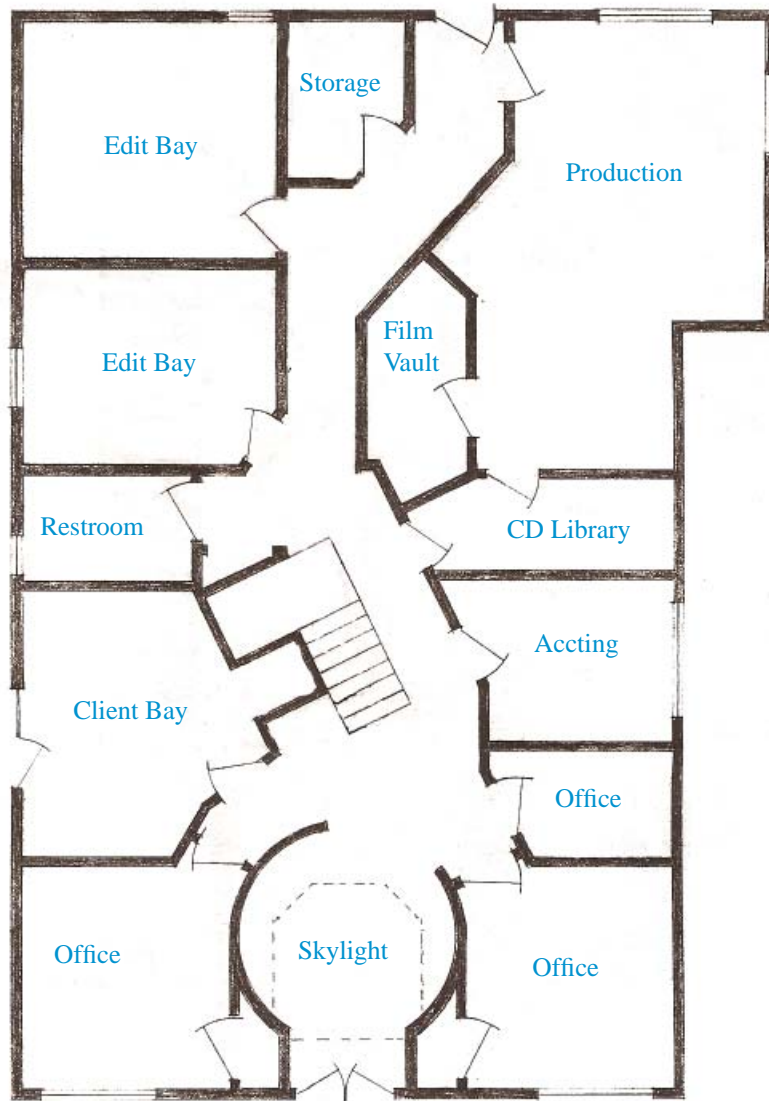 Storage
Edit Bay
Production
Film
Vault
Edit Bay
Restroom
CD Library
Accting
Client Bay
Office
Office
Skylight
Office